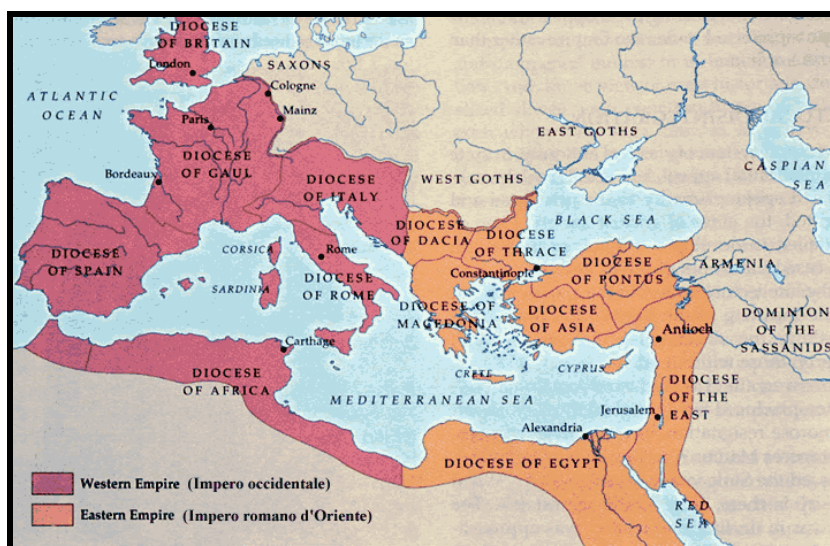 DIOCESE
OF BRITAIN
London
SAXONS
Cologne
ATLANTIC
OCEAN
Mainz
Paris
EAST GOTHS
DIOCESE
OF GAUL
CASPIAN
SEA
Bordeaux
DIOCESE
OF ITALY
WEST GOTHS
BLACK SEA
DIOCESE
OF DACIA
DIOCESE
OF THRACE
CORSICA
Rome
DIOCESE
OF SPAIN
DIOCESE
OF PONTUS
ARMENIA
Constantinople
SARDINIA
DIOCESE
OF ROME
DIOCESE OF
MACEDONIA
DIOCESE
OF ASIA
DOMINION
OF THE
SASSANIDS
Antioch
Carthage
CRETE
CYPRUS
DIOCESE
OF AFRICA
DIOCESE
OF THE
EAST
MEDITERRANEAN SEA
Jerusalem
Alexandria
DIOCESE OF EGYPT
RED
SEA
Western Empire (Impero occidentale)
Eastern Empire (Impero romano d'Oriente)